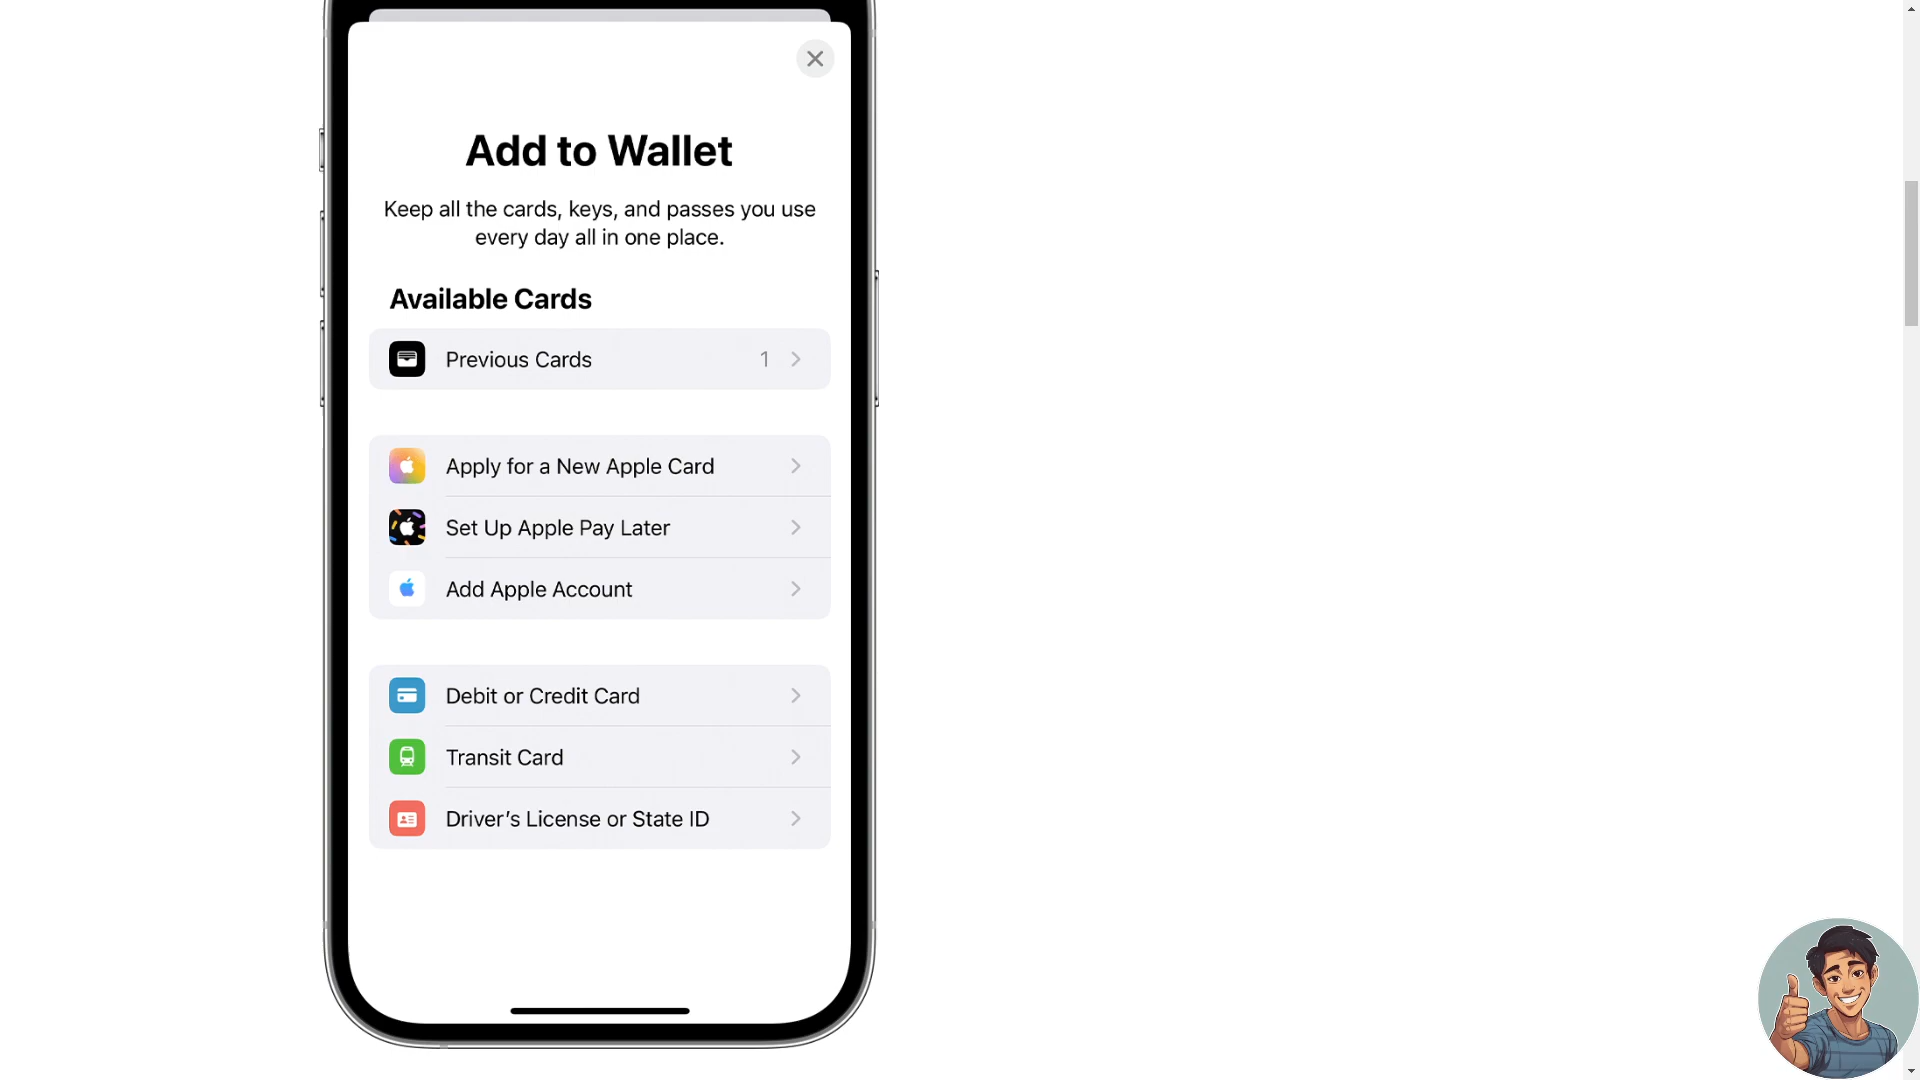 Add to Wallet
Keep all the cards, keys, and passes you use
every day all in one place.
Available Cards
Previous Cards 1
Apply for a New Apple Card
Set Up Apple Pay Later
Add Apple Account
Debit or Credit Card
Transit Card
Driver’s License or State ID